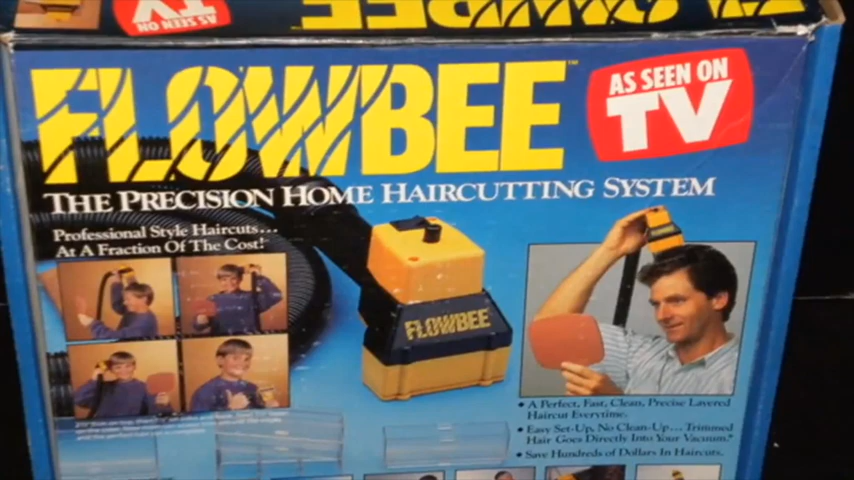 AS SEEN ON
TV
FLOWBEE
FLOWBEE™
AS SEEN ON
TV
THE PRECISION HOME HAIRCUTTING SYSTEM
Professional Style Haircuts...
At A Fraction Of The Cost!
FLOWBEE
• A Perfect, Fast, Clean, Precise Layered
Haircut Everytime.
• Easy Set-Up, No Clean-Up... Trimmed
Hair Goes Directly Into Your Vacuum.*
• Save Hundreds of Dollars In Haircuts.